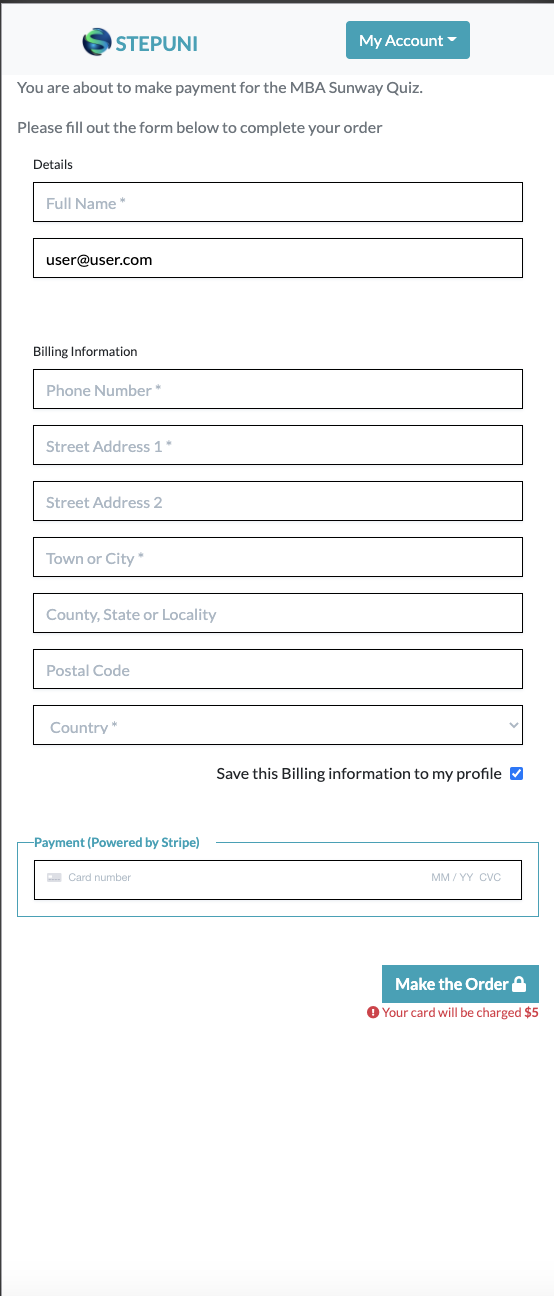 STEPUNI
My Account
You are about to make payment for the MBA Sunway Quiz.
Please fill out the form below to complete your order
Details
Full Name *
user@user.com
Billing Information
Phone Number *
Street Address 1 *
Street Address 2
Town or City *
County, State or Locality
Postal Code
Country *
Save this Billing information to my profile
Payment (Powered by Stripe)
Card number MM / YY CVC
Make the Order
Your card will be charged $5